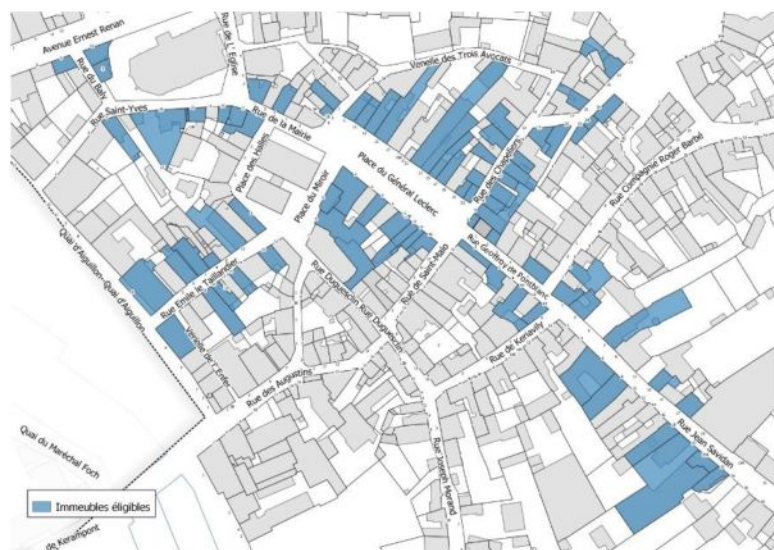 Avenue Ernest Renan
Rue du Bali
Rue de L' Eglise
Venelle des Trois Avocats
Rue Saint-Yves
Rue de la Mairie
Place des Halles
Place du Miroir
Place du Général Leclerc
Rue des Chapeliers
Rue Compagnie Roger Barbé
Quai d'Aiguillon-Quai d'Aiguillon
Rue Emile le Taillandier
Rue Duguesclin Rue Duguesclin
Rue de Saint-Malo
Rue Geoffroy de Pontblanc
Venelle de l'Enfer
Rue des Augustins
Rue de Keriavily
Rue Joseph Morand
Rue Jean Savidan
Quai du Maréchal Foch
Immeubles éligibles
de Kerampont